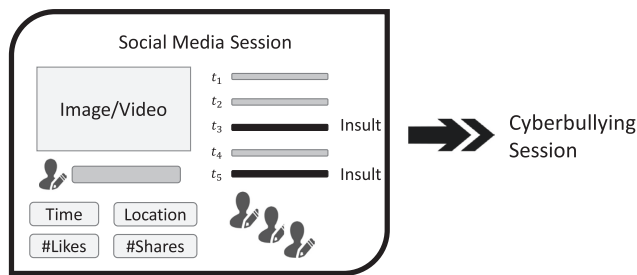 Social Media Session
Image/Video
t₁
t₂
t₃ Insult
t₄
t₅ Insult
Time Location
#Likes #Shares
Cyberbullying
Session